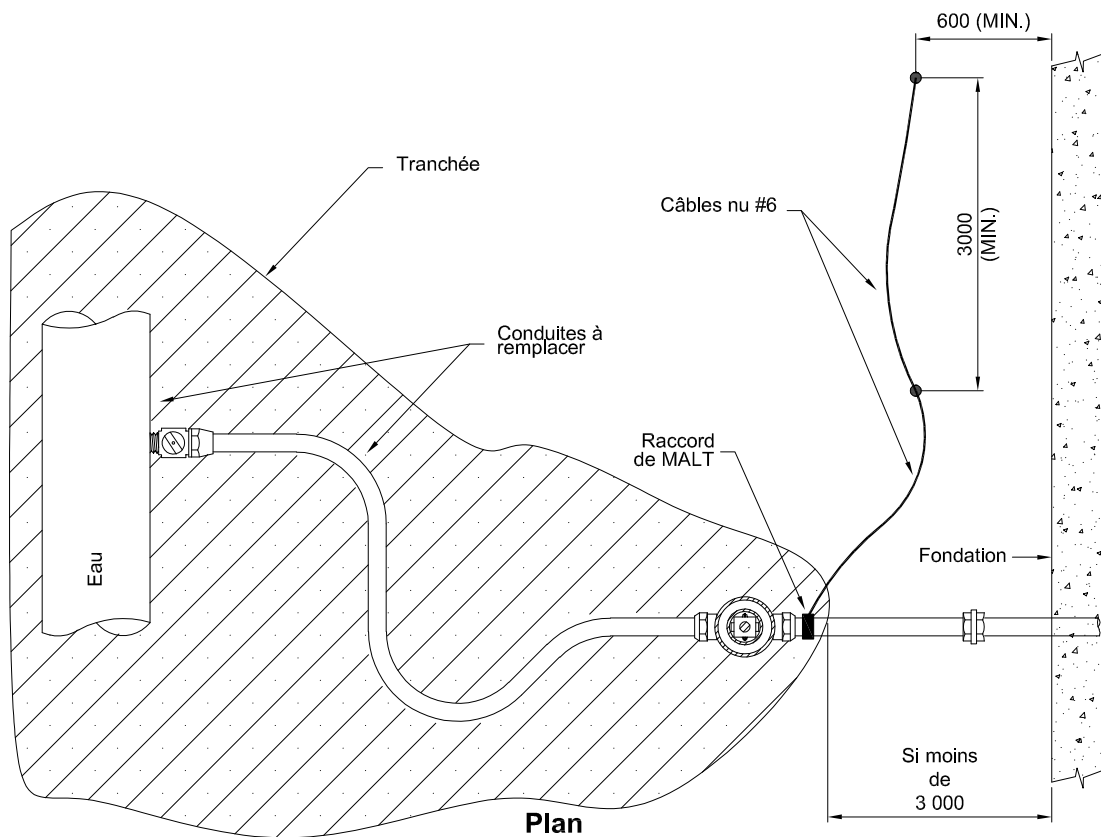 600 (MIN.)
Tranchée
Câbles nu #6
3000
(MIN.)
Conduites à
remplacer
Raccord
de MALT
Eau
Fondation
Si moins
de
3 000
Plan